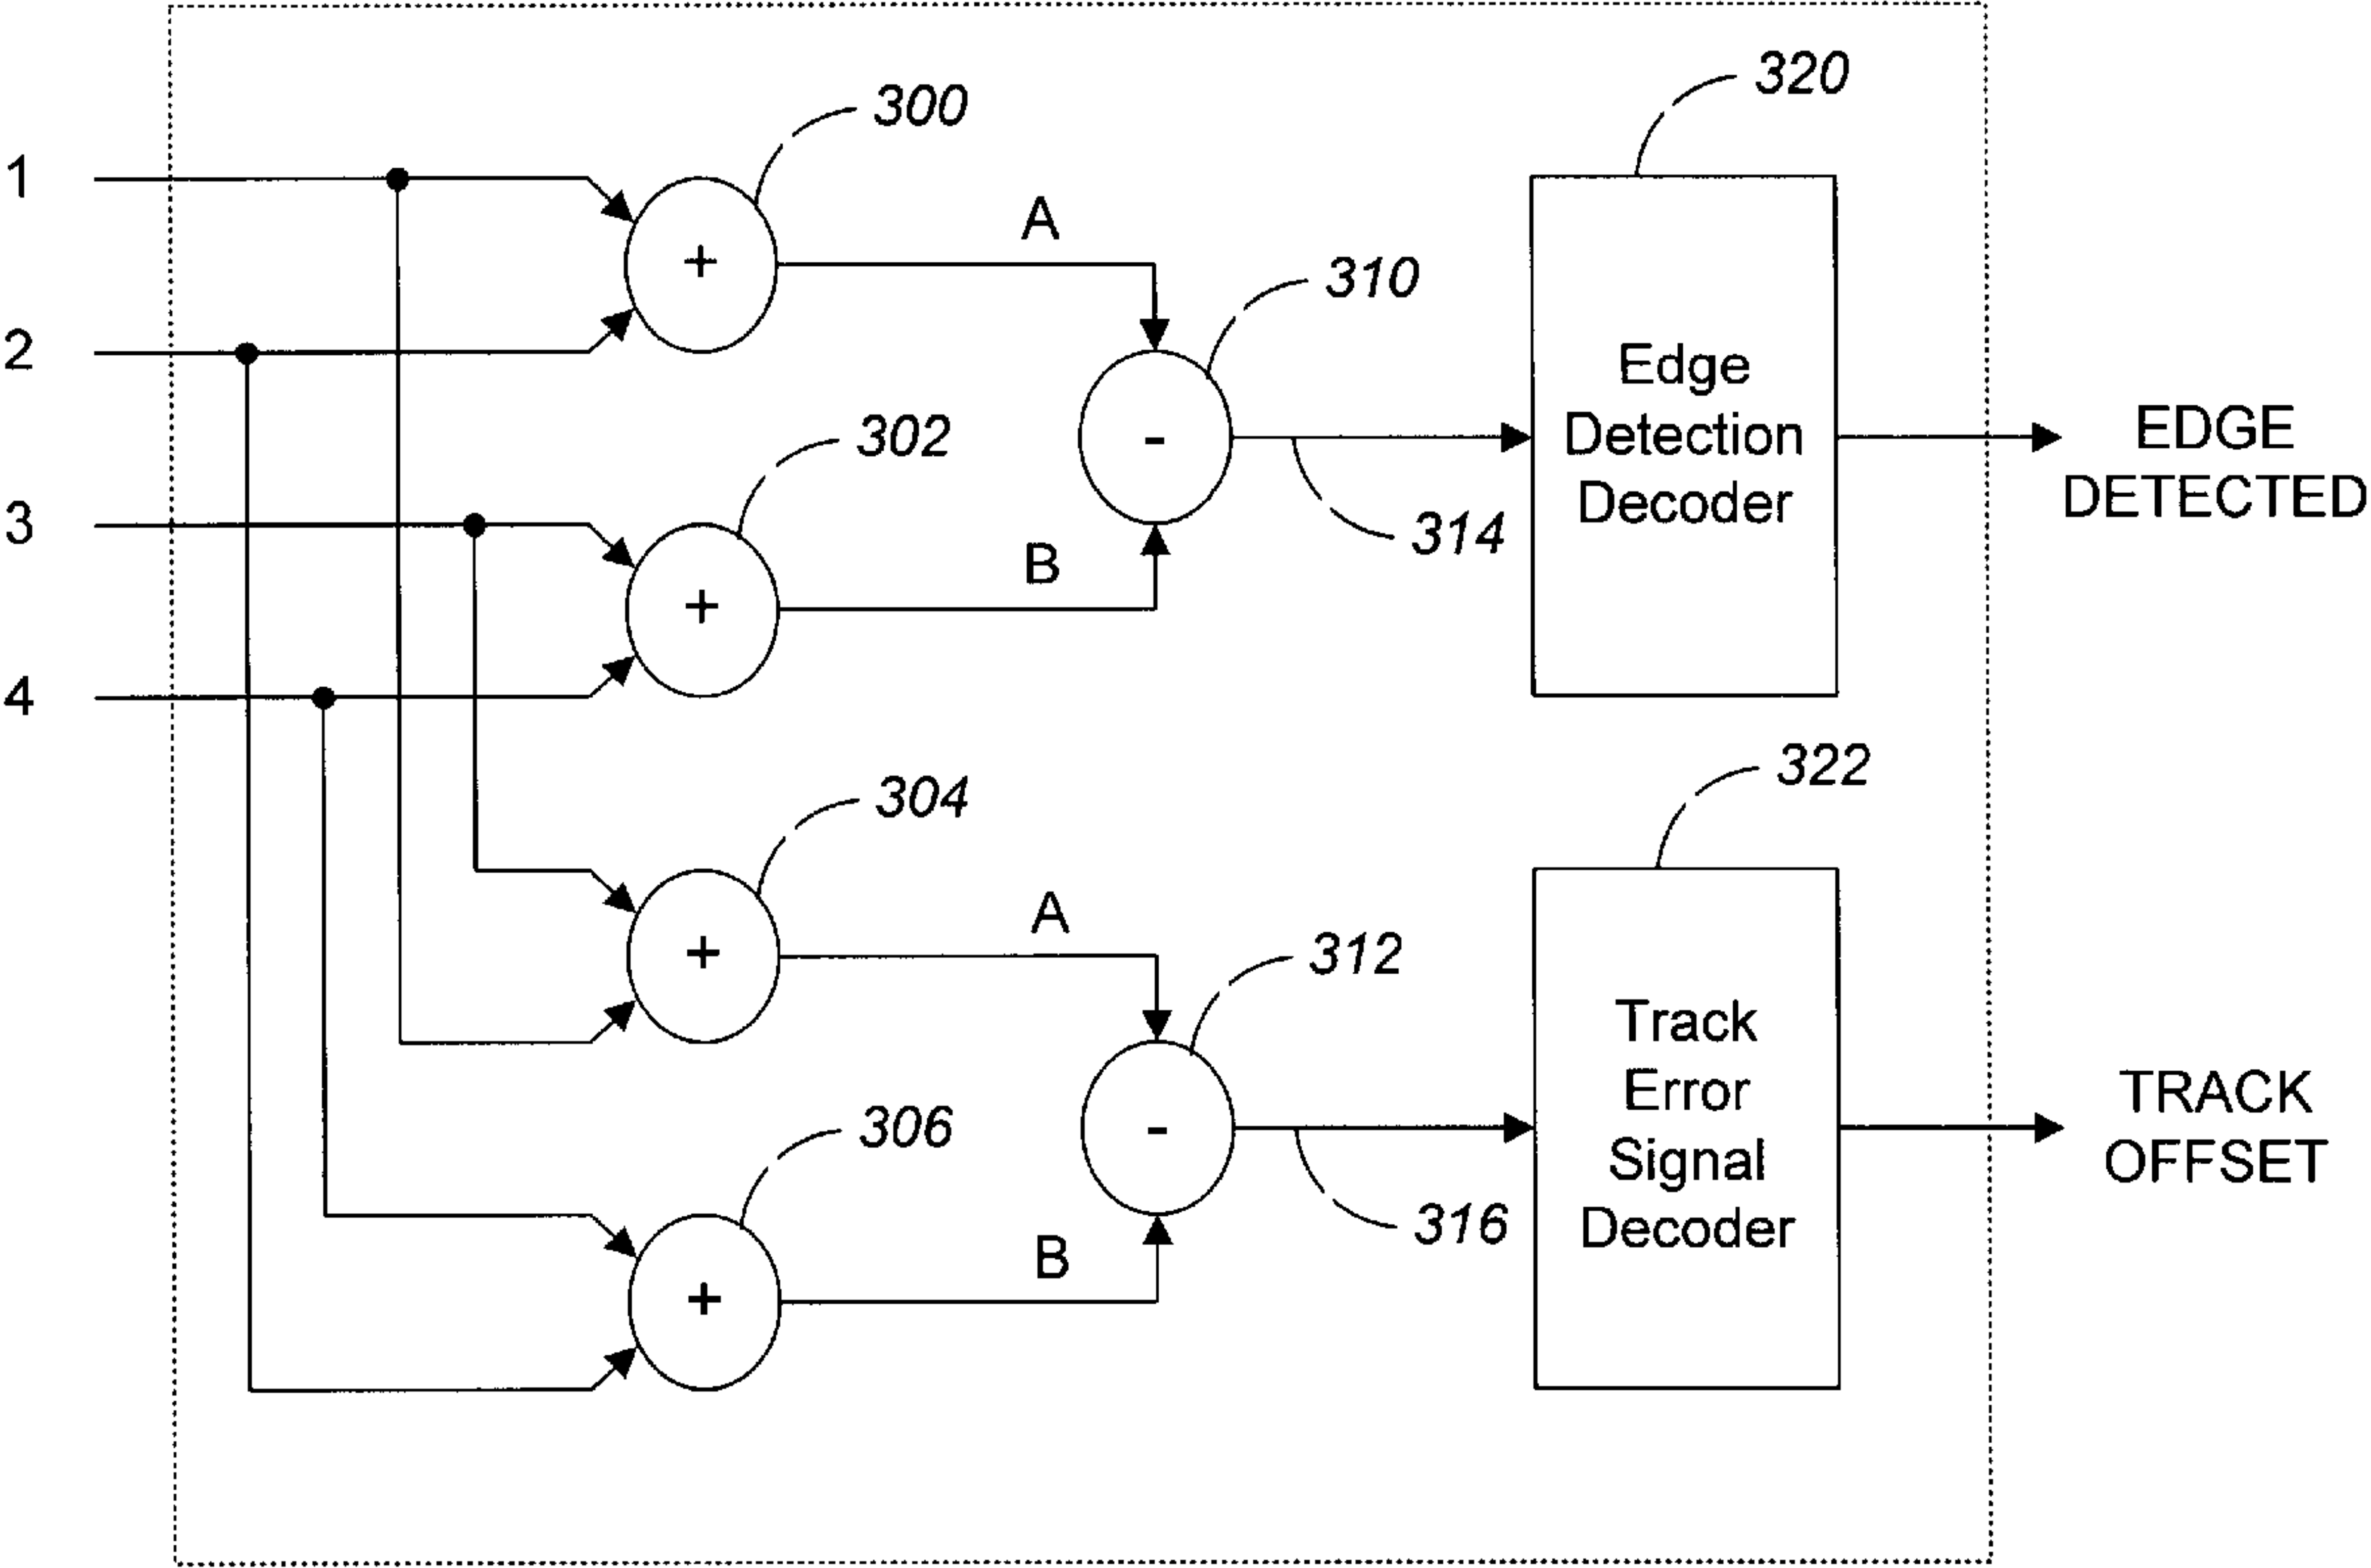 320
300
1
A
+
310
2
Edge
Detection
Decoder
-
EDGE
DETECTED
302
3
314
B
+
4
322
304
A
+
312
Track
Error
Signal
Decoder
-
TRACK
OFFSET
306
316
B
+